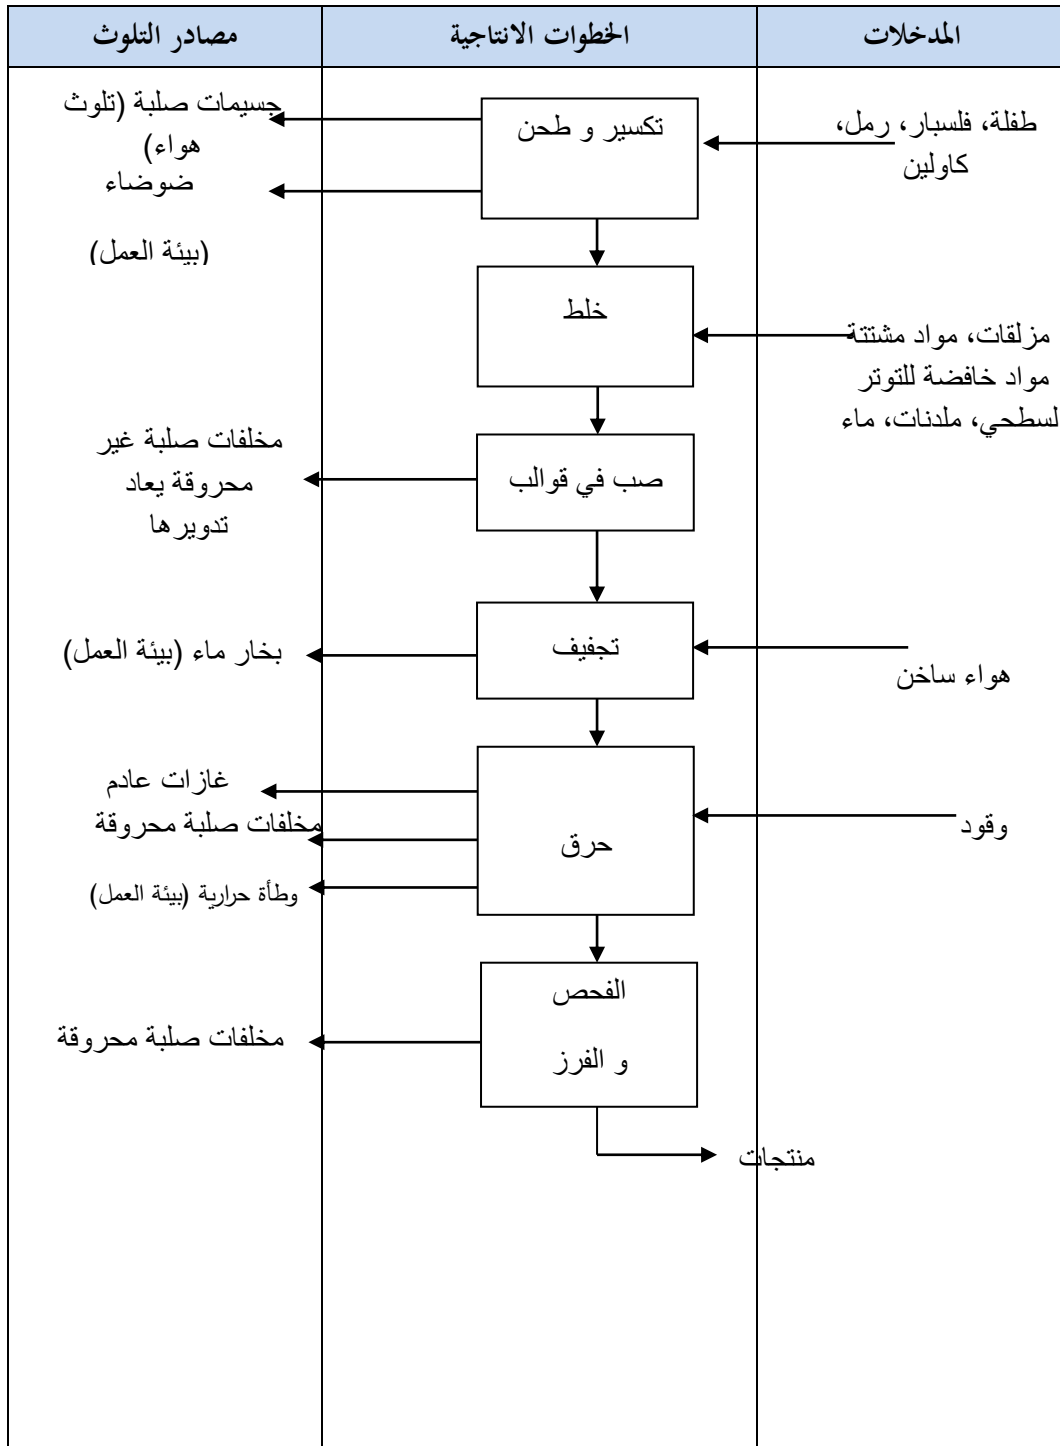 المدخلات
الخطوات الانتاجية
مصادر التلوث
طفلة، فلسبار، رمل،
كاولين
تكسير و طحن
جسيمات صلبة (تلوث
هواء)
ضوضاء
(بيئة العمل)
مزلقات، مواد مشتتة
مواد خافضة للتوتر
لسطحي، ملدنات، ماء
خلط
صب في قوالب
مخلفات صلبة غير
محروقة يعاد
تدويرها
هواء ساخن
تجفيف
بخار ماء (بيئة العمل)
وقود
حرق
غازات عادم
مخلفات صلبة محروقة
وطأة حرارية (بيئة العمل)
الفحص
و الفرز
مخلفات صلبة محروقة
منتجات